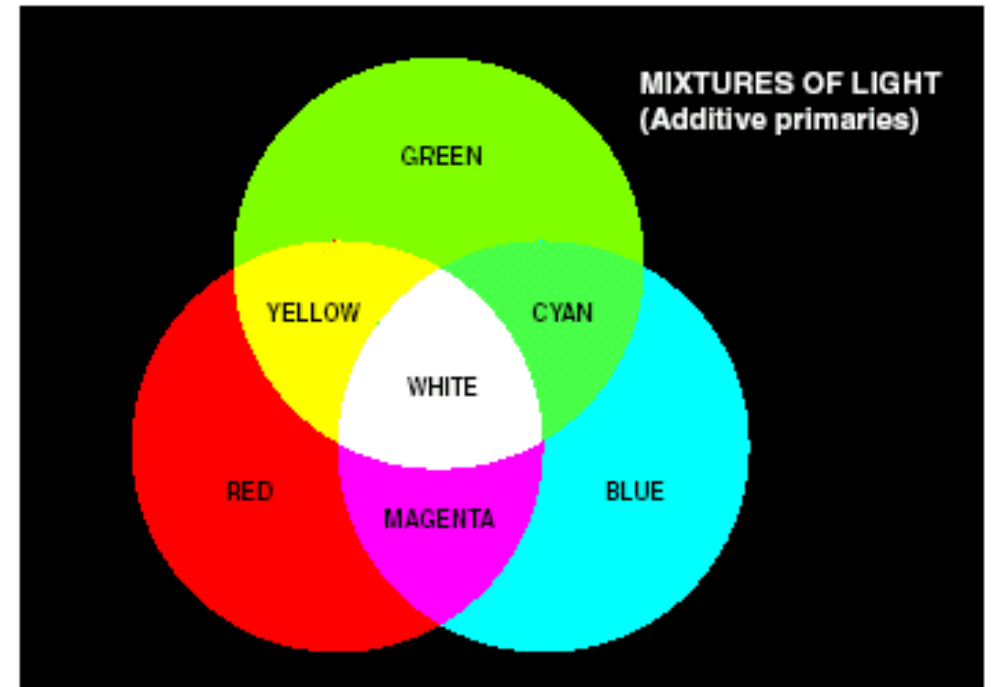 MIXTURES OF LIGHT
(Additive primaries)
GREEN
YELLOW
CYAN
WHITE
RED
BLUE
MAGENTA